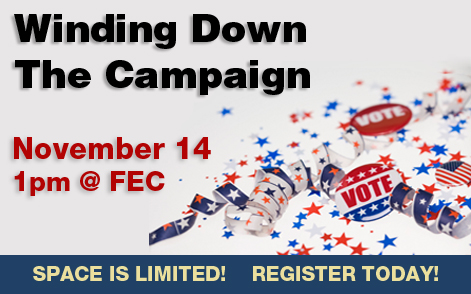 Winding Down
The Campaign
November 14
1pm @ FEC
VOTE
VOTE
SPACE IS LIMITED! REGISTER TODAY!